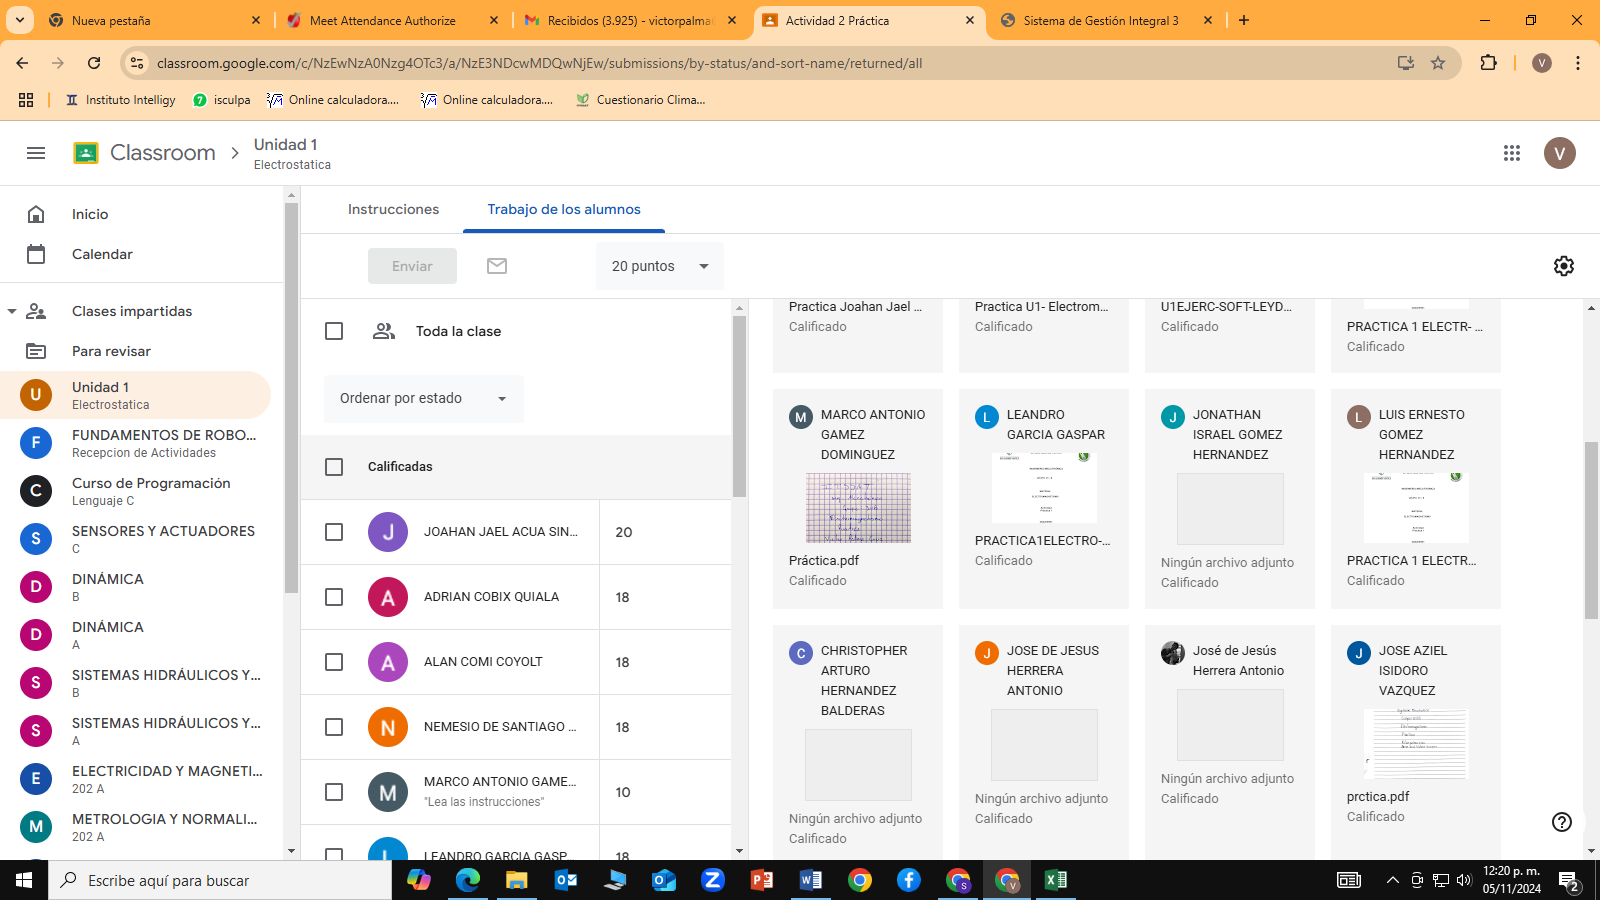 Nueva pestaña
Meet Attendance Authorize
Recibidos (3.925) - victorpalma
Actividad 2 Práctica
Sistema de Gestión Integral 3
classroom.google.com/c/NzEwNzA0Nzg4OTc3/a/NzE3NDcwMDQwNjEw/submissions/by-status/and-sort-name/returned/all
V
Instituto Intelligy
isculpa
Online calculadora....
Online calculadora....
Cuestionario Clima...
Classroom
Unidad 1
Electrostatica
V
Inicio
Calendar
Clases impartidas
Para revisar
U
Unidad 1
Electrostatica
F
FUNDAMENTOS DE ROBO...
Recepcion de Actividades
C
Curso de Programación
Lenguaje C
S
SENSORES Y ACTUADORES
C
D
DINÁMICA
B
D
DINÁMICA
A
S
SISTEMAS HIDRÁULICOS Y...
B
S
SISTEMAS HIDRÁULICOS Y...
A
E
ELECTRICIDAD Y MAGNETI...
202 A
M
METROLOGIA Y NORMALI...
202 A
Instrucciones
Trabajo de los alumnos
Enviar
20 puntos
Toda la clase
Ordenar por estado
Calificadas
J
JOAHAN JAEL ACUA SIN...
20
A
ADRIAN COBIX QUIALA
18
A
ALAN COMI COYOLT
18
N
NEMESIO DE SANTIAGO ...
18
M
MARCO ANTONIO GAME...
"Lea las instrucciones"
10
L
LEANDRO GARCIA GASP...
18
Practica Joahan Jael ...
Calificado
Practica U1- Electrom...
Calificado
U1EJERC-SOFT-LEYD...
Calificado
PRACTICA 1 ELECTR- ...
Calificado
M
MARCO ANTONIO
GAMEZ
DOMINGUEZ
Práctica.pdf
Calificado
L
LEANDRO
GARCIA GASPAR
PRACTICA1ELECTRO-...
Calificado
J
JONATHAN
ISRAEL GOMEZ
HERNANDEZ
Ningún archivo adjunto
Calificado
L
LUIS ERNESTO
GOMEZ
HERNANDEZ
PRACTICA 1 ELECTR...
Calificado
C
CHRISTOPHER
ARTURO
HERNANDEZ
BALDERAS
Ningún archivo adjunto
Calificado
J
JOSE DE JESUS
HERRERA
ANTONIO
Ningún archivo adjunto
Calificado
José de Jesús
Herrera Antonio
Ningún archivo adjunto
Calificado
J
JOSE AZIEL
ISIDORO
VAZQUEZ
prctica.pdf
Calificado
Escribe aquí para buscar
12:20 p. m.
05/11/2024
2